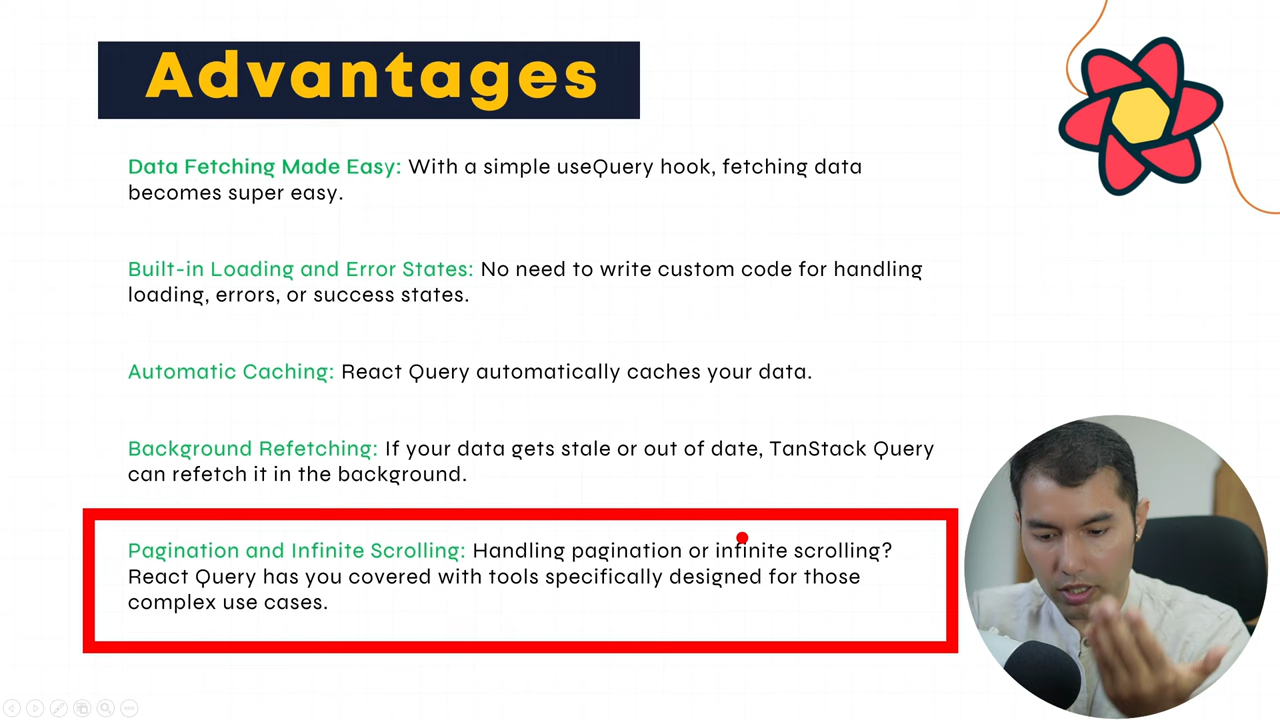 Advantages
Data Fetching Made Easy: With a simple useQuery hook, fetching data
becomes super easy.
Built-in Loading and Error States: No need to write custom code for handling
loading, errors, or success states.
Automatic Caching: React Query automatically caches your data.
Background Refetching: If your data gets stale or out of date, TanStack Query
can refetch it in the background.
Pagination and Infinite Scrolling: Handling pagination or infinite scrolling?
React Query has you covered with tools specifically designed for those
complex use cases.